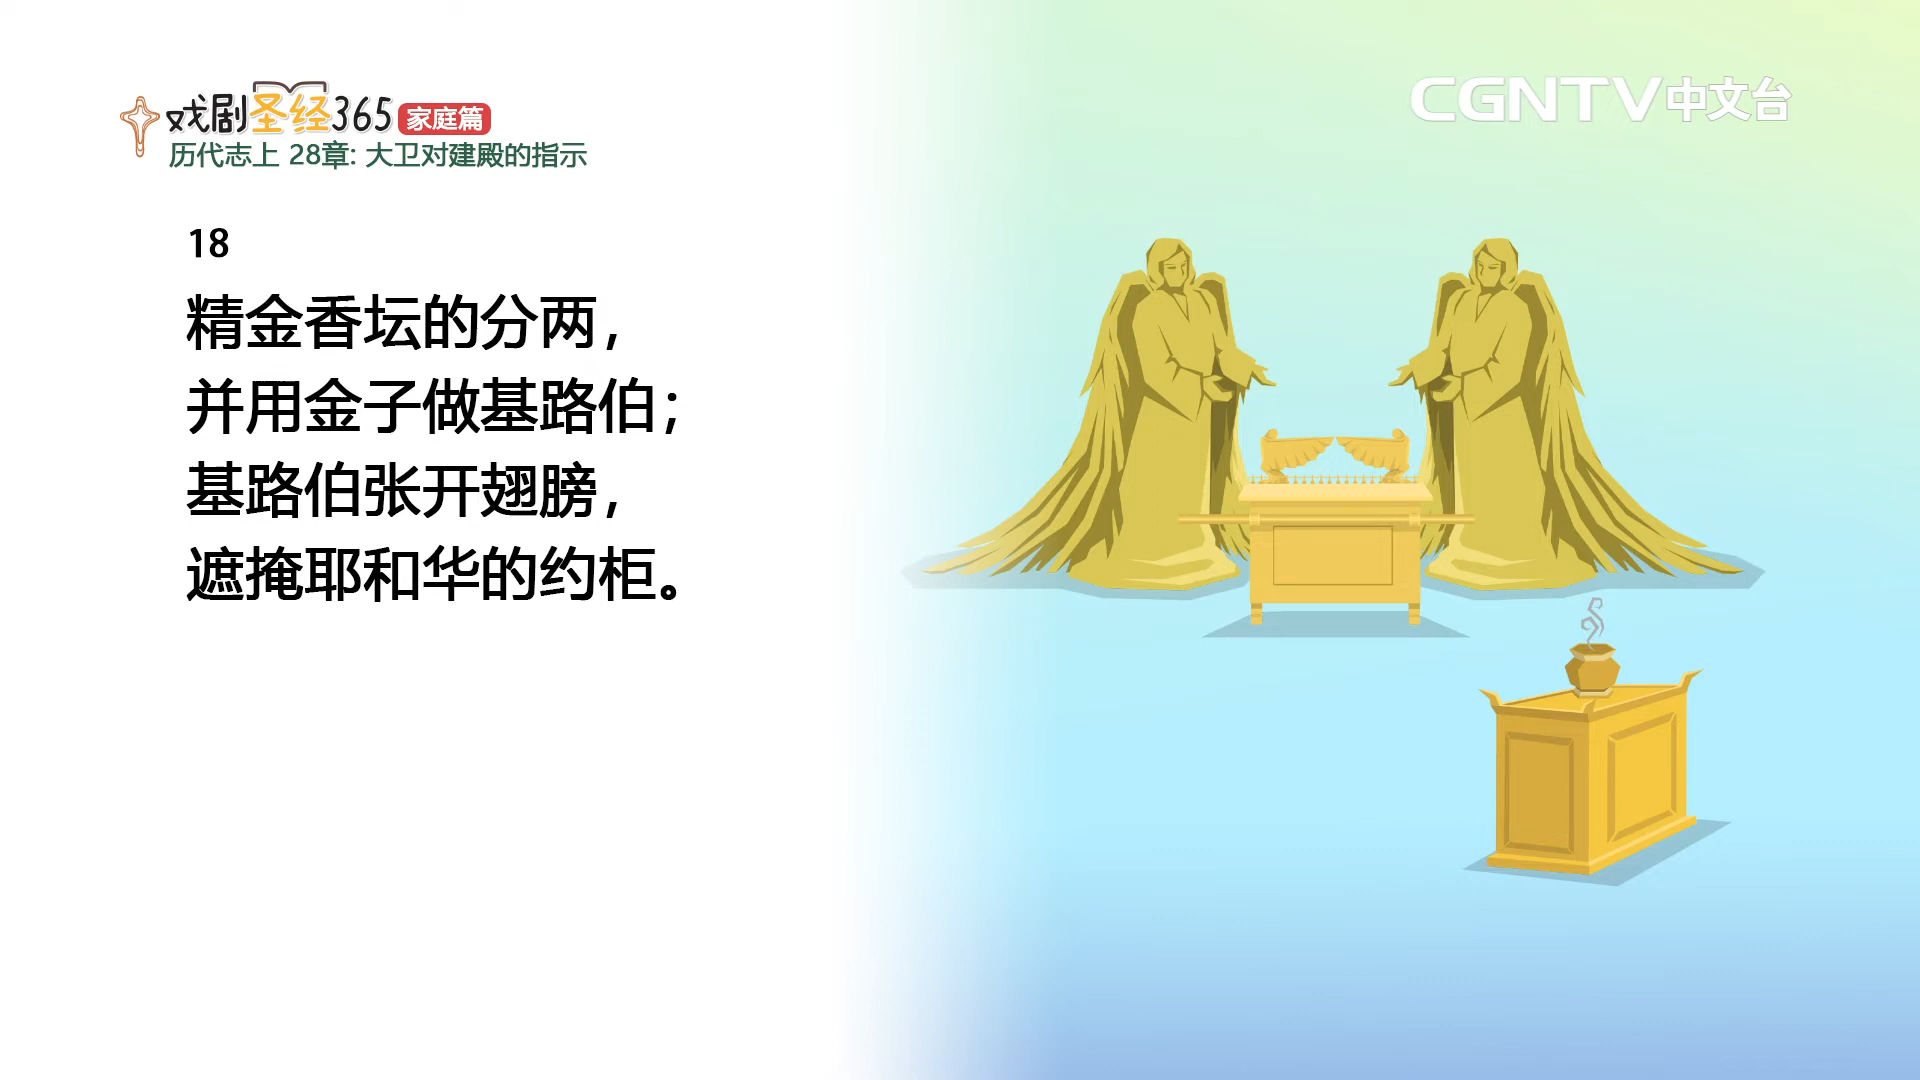 戏剧圣经365 家庭篇
CGNTV中文台
历代志上 28章: 大卫对建殿的指示
18
精金香坛的分两，
并用金子做基路伯；
基路伯张开翅膀，
遮掩耶和华的约柜。